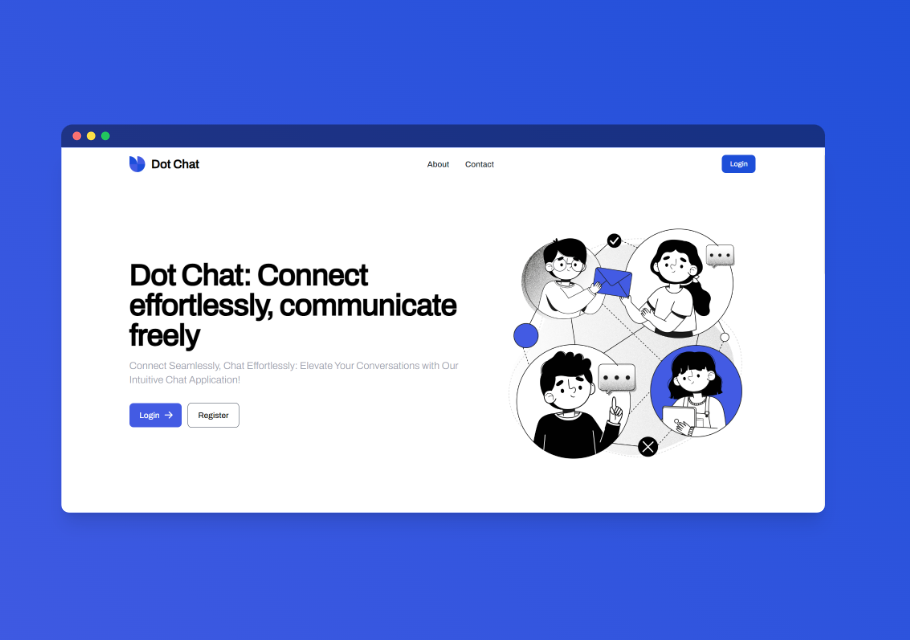 Dot Chat
About
Contact
Login
Dot Chat: Connect
effortlessly, communicate
freely
Connect Seamlessly, Chat Effortlessly: Elevate Your Conversations with Our
Intuitive Chat Application!
Login
Register